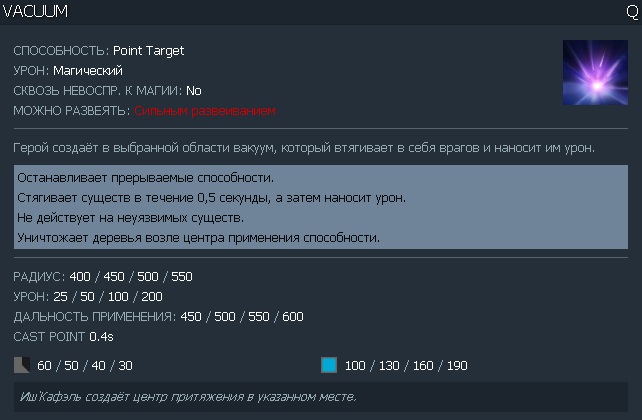 VACUUM Q
СПОСОБНОСТЬ: Point Target
УРОН: Магический
СКВОЗЬ НЕВОСПР. К МАГИИ: No
МОЖНО РАЗВЕЯТЬ: Сильным развеиванием
Герой создаёт в выбранной области вакуум, который втягивает в себя врагов и наносит им урон.
Останавливает прерываемые способности.
Стягивает существ в течение 0,5 секунды, а затем наносит урон.
Не действует на неуязвимых существ.
Уничтожает деревья возле центра применения способности.
РАДИУС: 400 / 450 / 500 / 550
УРОН: 25 / 50 / 100 / 200
ДАЛЬНОСТЬ ПРИМЕНЕНИЯ: 450 / 500 / 550 / 600
CAST POINT 0.4s
60 / 50 / 40 / 30 100 / 130 / 160 / 190
Иш'Кафэль создаёт центр притяжения в указанном месте.